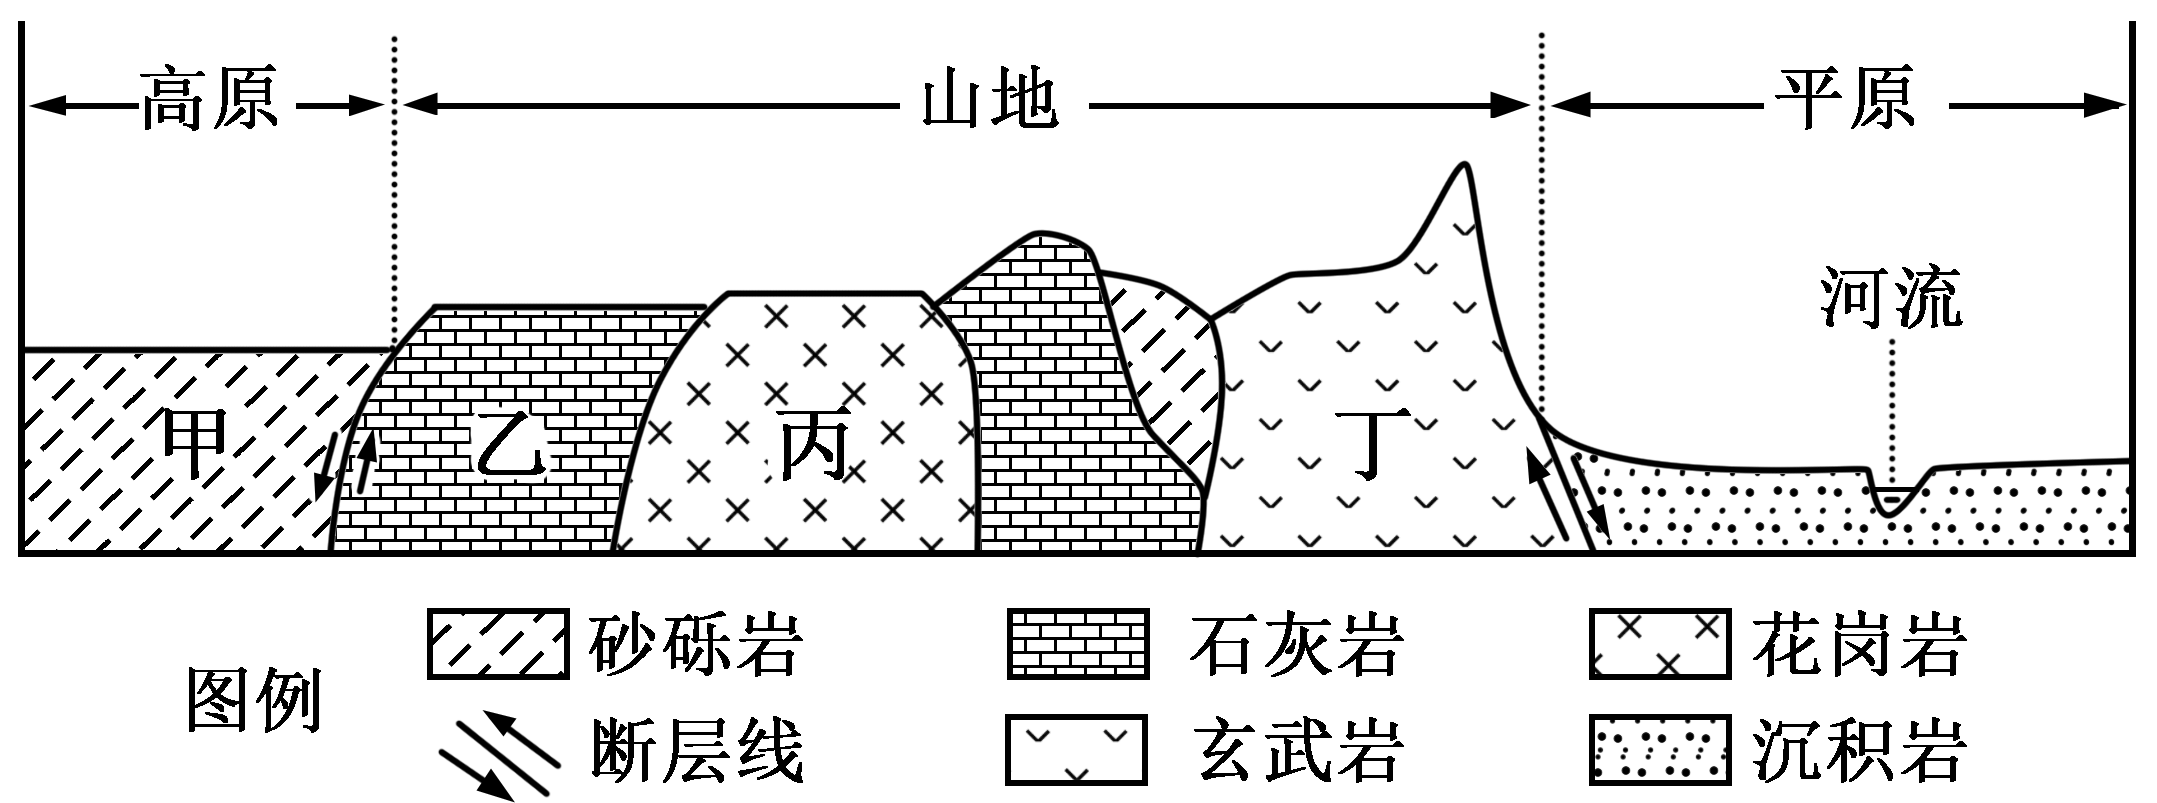 高原 山地 平原
河流
甲 乙 丙 丁
图例 砂砾岩 石灰岩 花岗岩
断层线 玄武岩 沉积岩